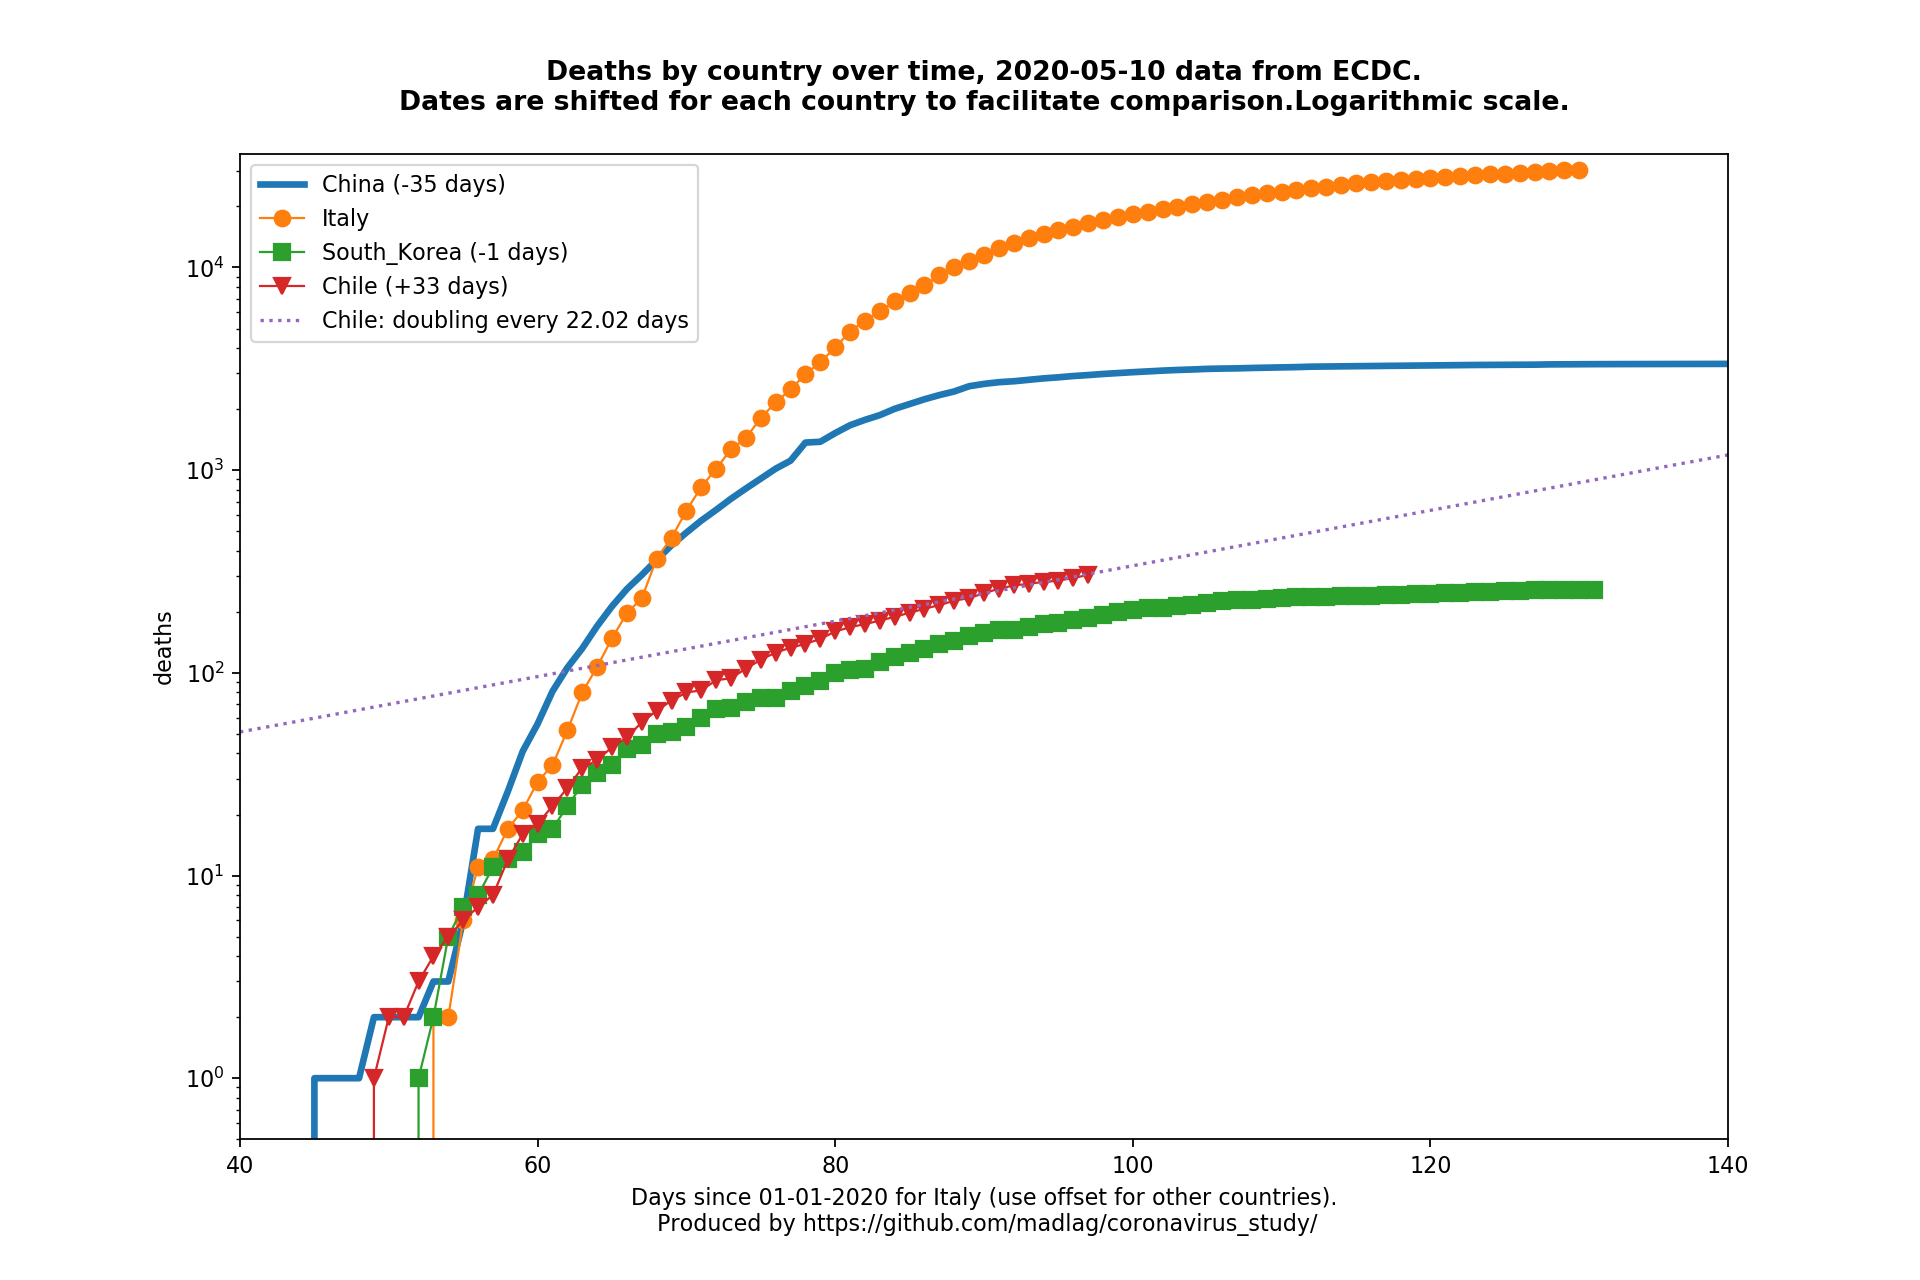 Deaths by country over time, 2020-05-10 data from ECDC.
Dates are shifted for each country to facilitate comparison.Logarithmic scale.
China (-35 days)
Italy
South_Korea (-1 days)
Chile (+33 days)
Chile: doubling every 22.02 days
deaths
10⁴
10³
10²
10¹
10⁰
40 60 80 100 120 140
Days since 01-01-2020 for Italy (use offset for other countries).
Produced by https://github.com/madlag/coronavirus_study/